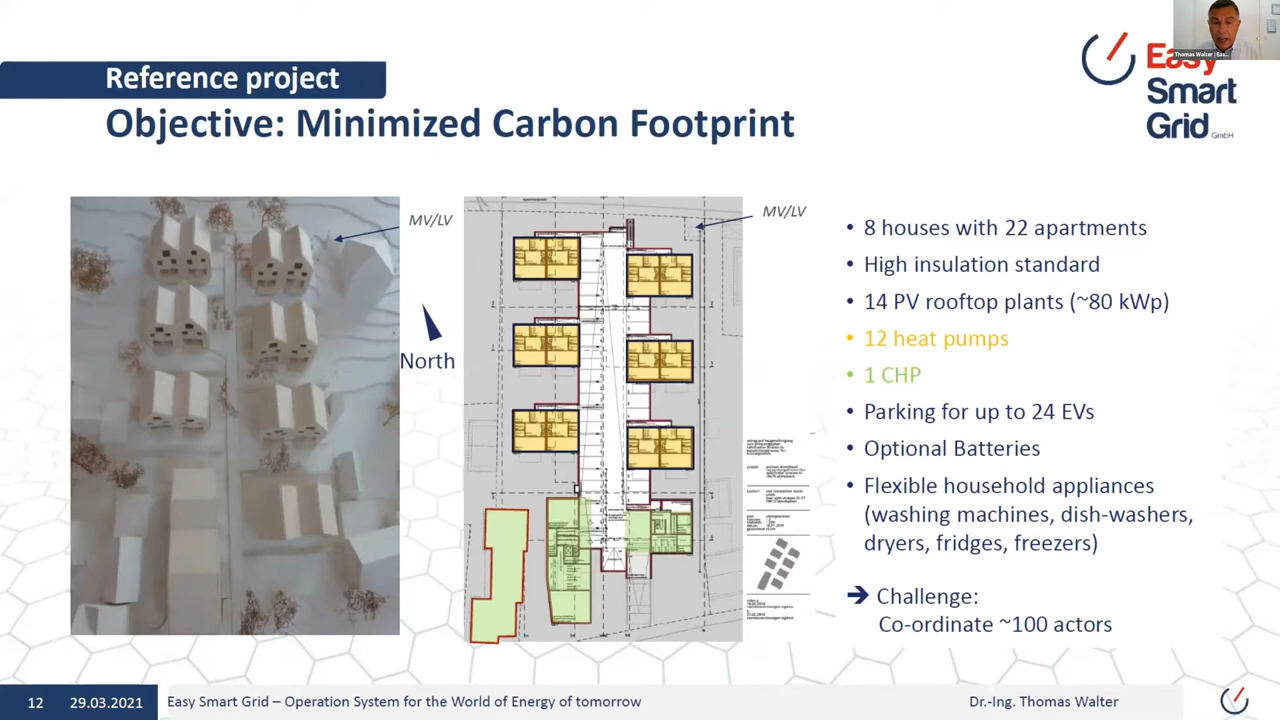 Thomas Walter | Eas...
Easy
Smart
Grid GmbH
Reference project
Objective: Minimized Carbon Footprint
MV/LV
North
MV/LV
• 8 houses with 22 apartments
• High insulation standard
• 14 PV rooftop plants (~80 kWp)
• 12 heat pumps
• 1 CHP
• Parking for up to 24 EVs
• Optional Batteries
• Flexible household appliances
(washing machines, dish-washers,
dryers, fridges, freezers)
➔ Challenge:
Co-ordinate ~100 actors
12 29.03.2021 Easy Smart Grid – Operation System for the World of Energy of tomorrow Dr.-Ing. Thomas Walter